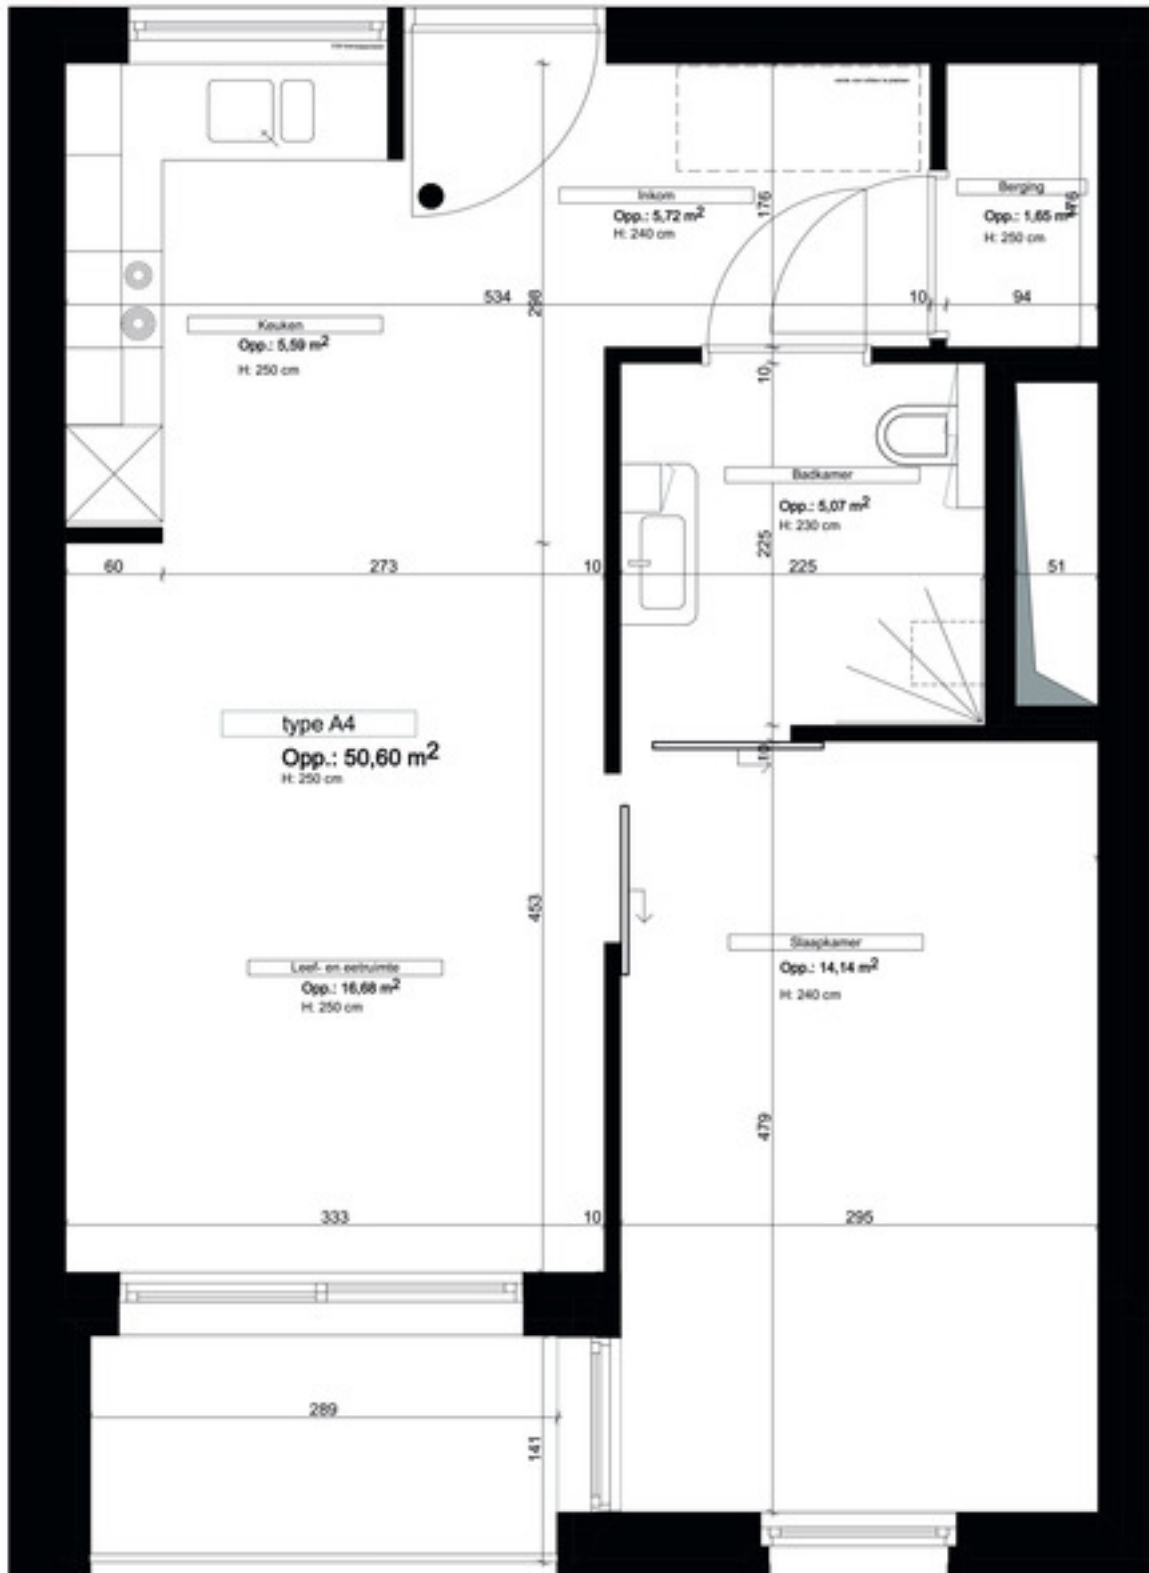 Inkom
Opp.: 5,72 m²
H: 240 cm
176
Berging
Opp.: 1,65 m²
H: 250 cm
176
534
298
10
94
Keuken
Opp.: 5,59 m²
H: 250 cm
10
Badkamer
Opp.: 5,07 m²
H: 230 cm
60
273
10
225
225
51
type A4
Opp.: 50,60 m²
H: 250 cm
10
453
Slaapkamer
Opp.: 14,14 m²
H: 240 cm
Leef- en eetruimte
Opp.: 16,68 m²
H: 250 cm
479
333
10
295
289
141